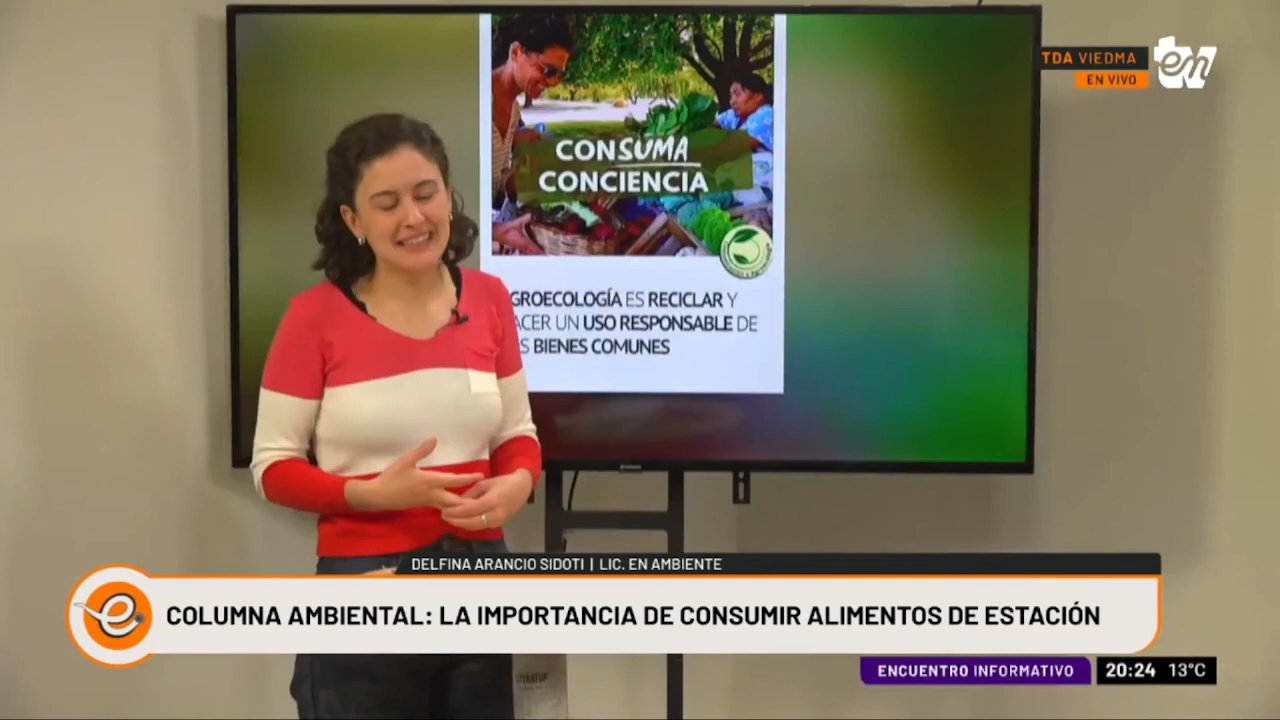 TDA VIEDMA
EN VIVO
em
CONSUMA
CONCIENCIA
GROECOLOGÍA ES RECICLAR Y
ACER UN USO RESPONSABLE DE
S BIENES COMUNES
DELFINA ARANCIO SIDOTI | LIC. EN AMBIENTE
e
COLUMNA AMBIENTAL: LA IMPORTANCIA DE CONSUMIR ALIMENTOS DE ESTACIÓN
ENCUENTRO INFORMATIVO
20:24 13°C